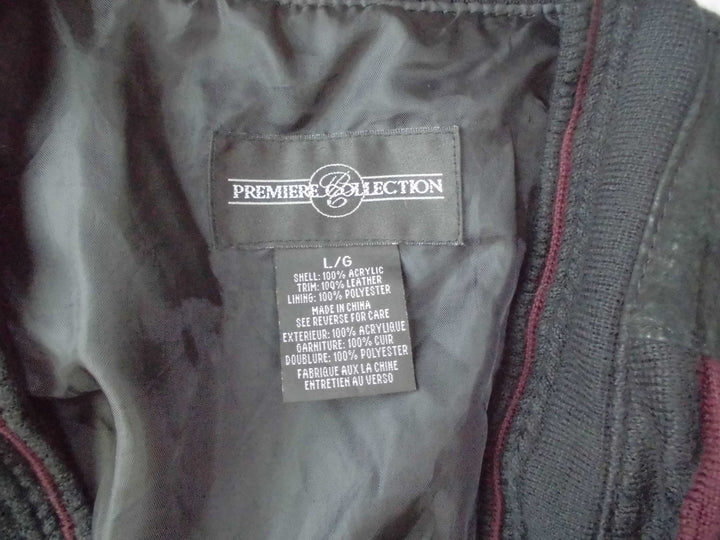 PREMIERE COLLECTION
L/G
SHELL: 100% ACRYLIC
TRIM: 100% LEATHER
LINING: 100% POLYESTER
MADE IN CHINA
SEE REVERSE FOR CARE
EXTERIEUR: 100% ACRYLIQUE
GARNITURE: 100% CUIR
DOUBLURE: 100% POLYESTER
FABRIQUE AUX LA CHINE
ENTRETIEN AU VERSO